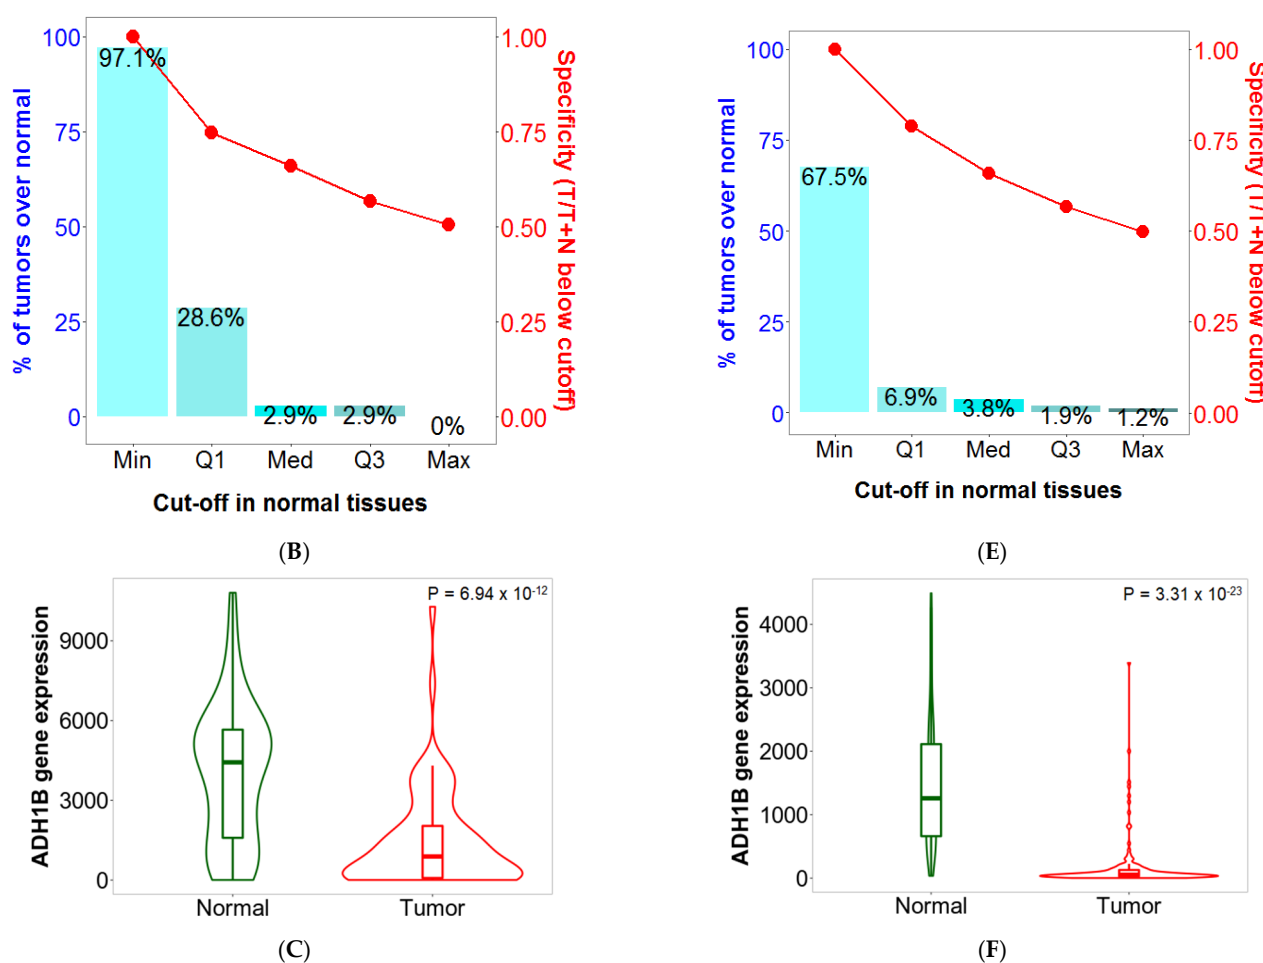 % of tumors over normal
100
75
50
25
0
97.1%
28.6%
2.9%
2.9%
0%
1.00
0.75
0.50
0.25
0.00
Specificity (T/T+N below cutoff)
Min Q1 Med Q3 Max
Cut-off in normal tissues
(B)
% of tumors over normal
100
75
50
25
0
67.5%
6.9%
3.8%
1.9%
1.2%
1.00
0.75
0.50
0.25
0.00
Specificity (T/T+N below cutoff)
Min Q1 Med Q3 Max
Cut-off in normal tissues
(E)
ADH1B gene expression
9000
6000
3000
0
P = 6.94 x 10-12
Normal Tumor
(C)
ADH1B gene expression
4000
3000
2000
1000
0
P = 3.31 x 10-23
Normal Tumor
(F)